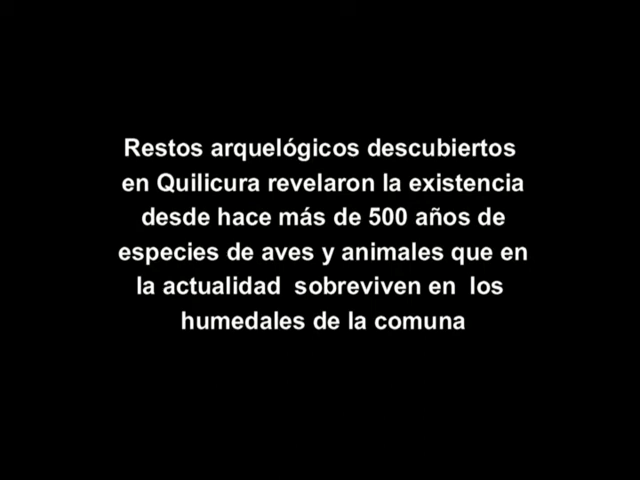 Restos arquelógicos descubiertos
en Quilicura revelaron la existencia
desde hace más de 500 años de
especies de aves y animales que en
la actualidad sobreviven en los
humedales de la comuna